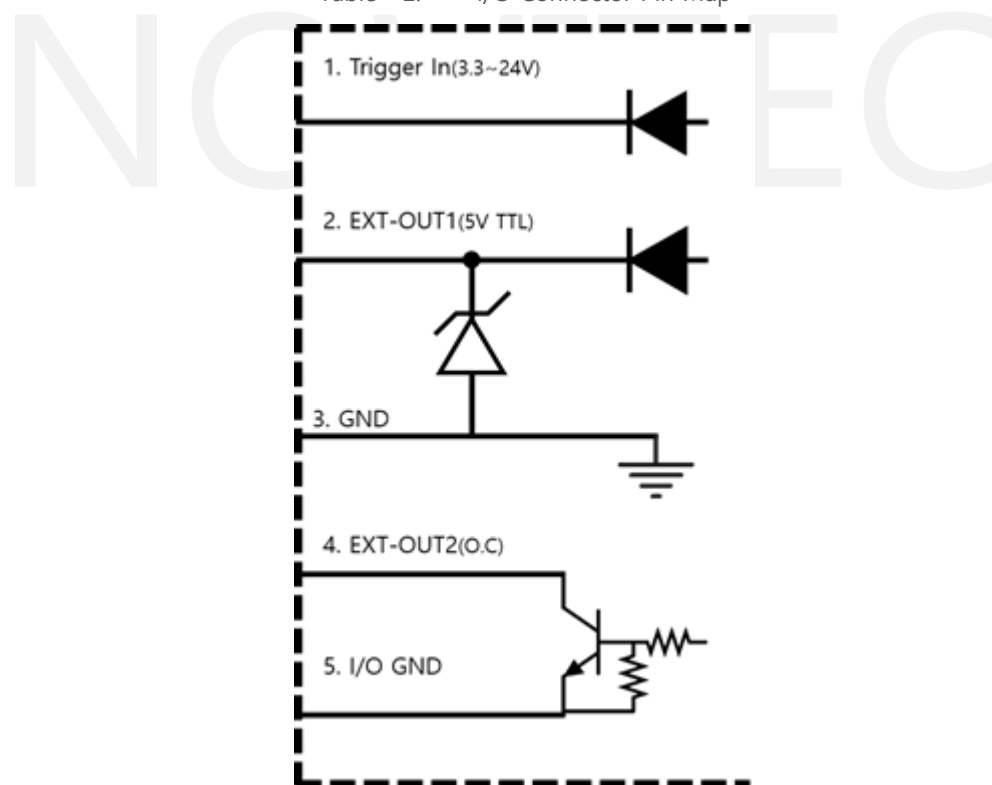 1. Trigger In(3.3~24V)
2. EXT-OUT1(5V TTL)
3. GND
4. EXT-OUT2(O.C)
5. I/O GND